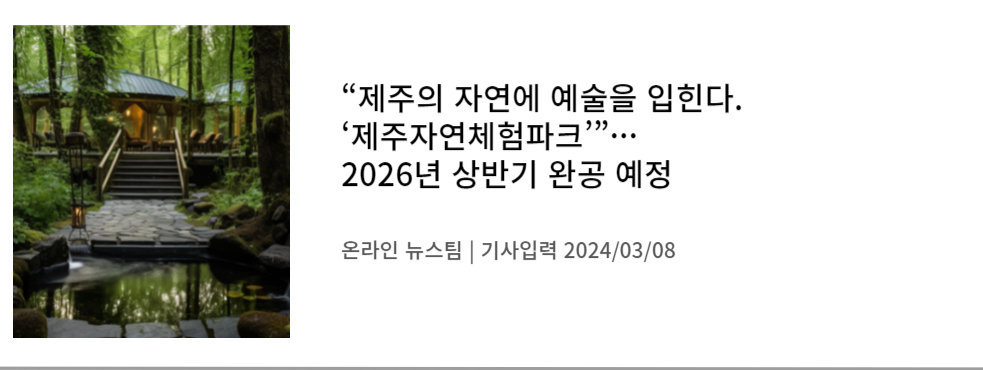 “제주의 자연에 예술을 입힌다.
‘제주자연체험파크’”…
2026년 상반기 완공 예정
온라인 뉴스팀 | 기사입력 2024/03/08